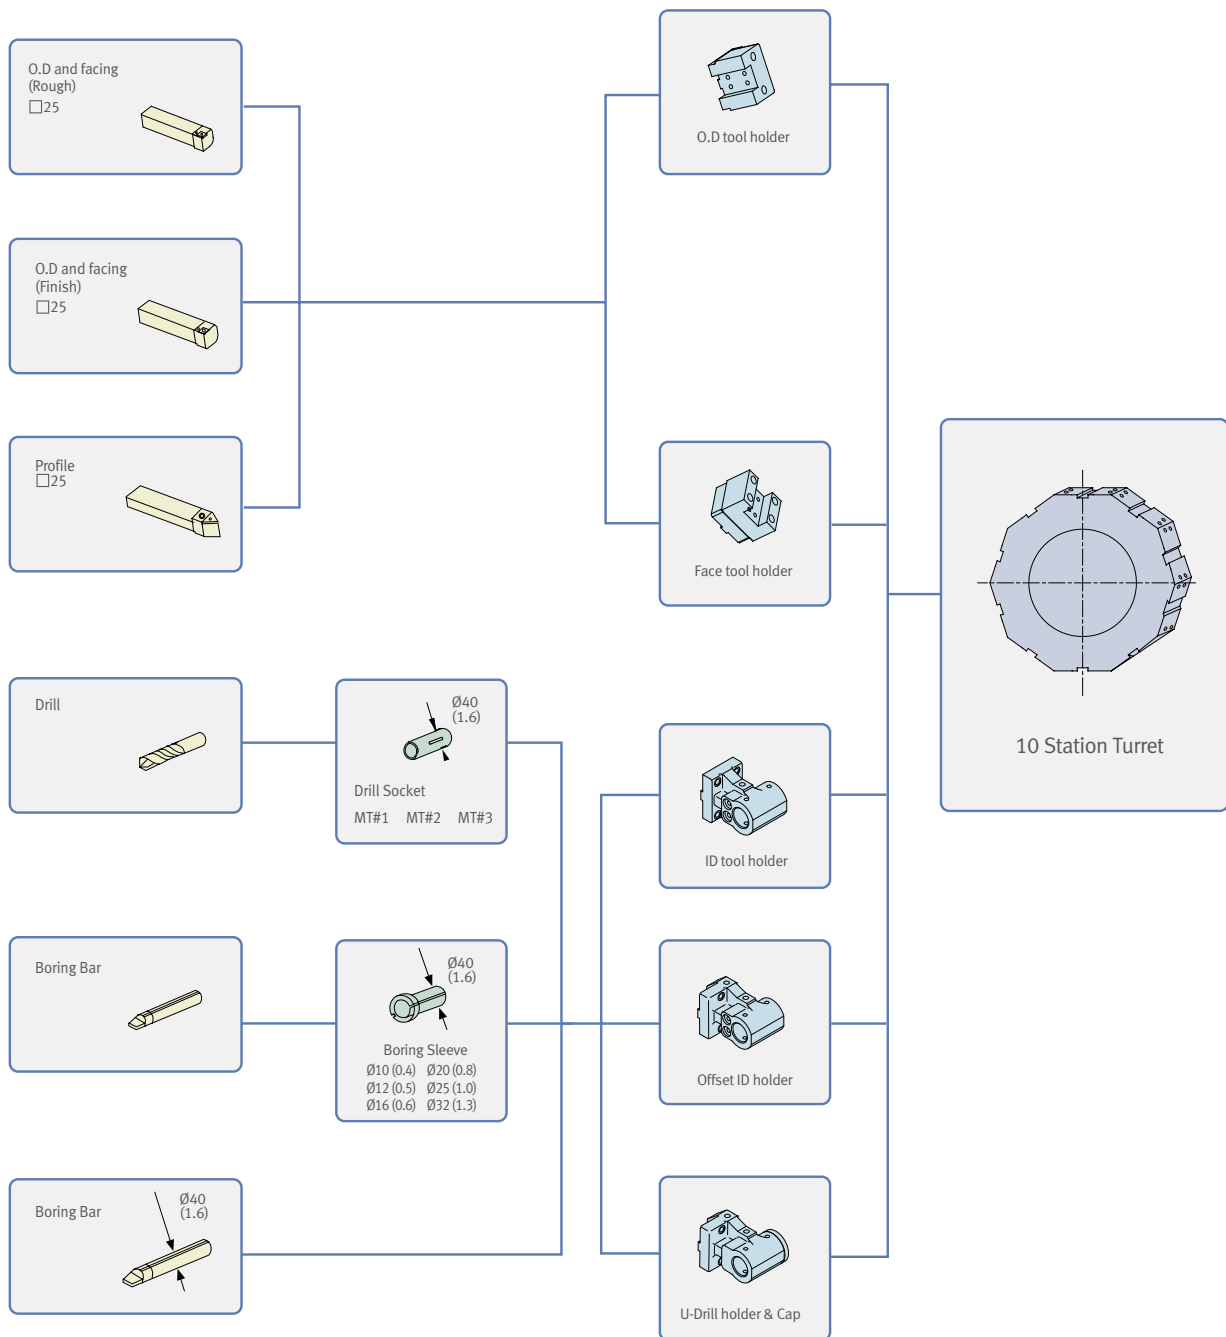 O.D and facing
(Rough)
□25
O.D tool holder
O.D and facing
(Finish)
□25
Profile
□25
Face tool holder
10 Station Turret
Drill
Ø40
(1.6)
Drill Socket
MT#1 MT#2 MT#3
ID tool holder
Boring Bar
Ø40
(1.6)
Boring Sleeve
Ø10 (0.4) Ø20 (0.8)
Ø12 (0.5) Ø25 (1.0)
Ø16 (0.6) Ø32 (1.3)
Offset ID holder
Boring Bar
Ø40
(1.6)
U-Drill holder & Cap